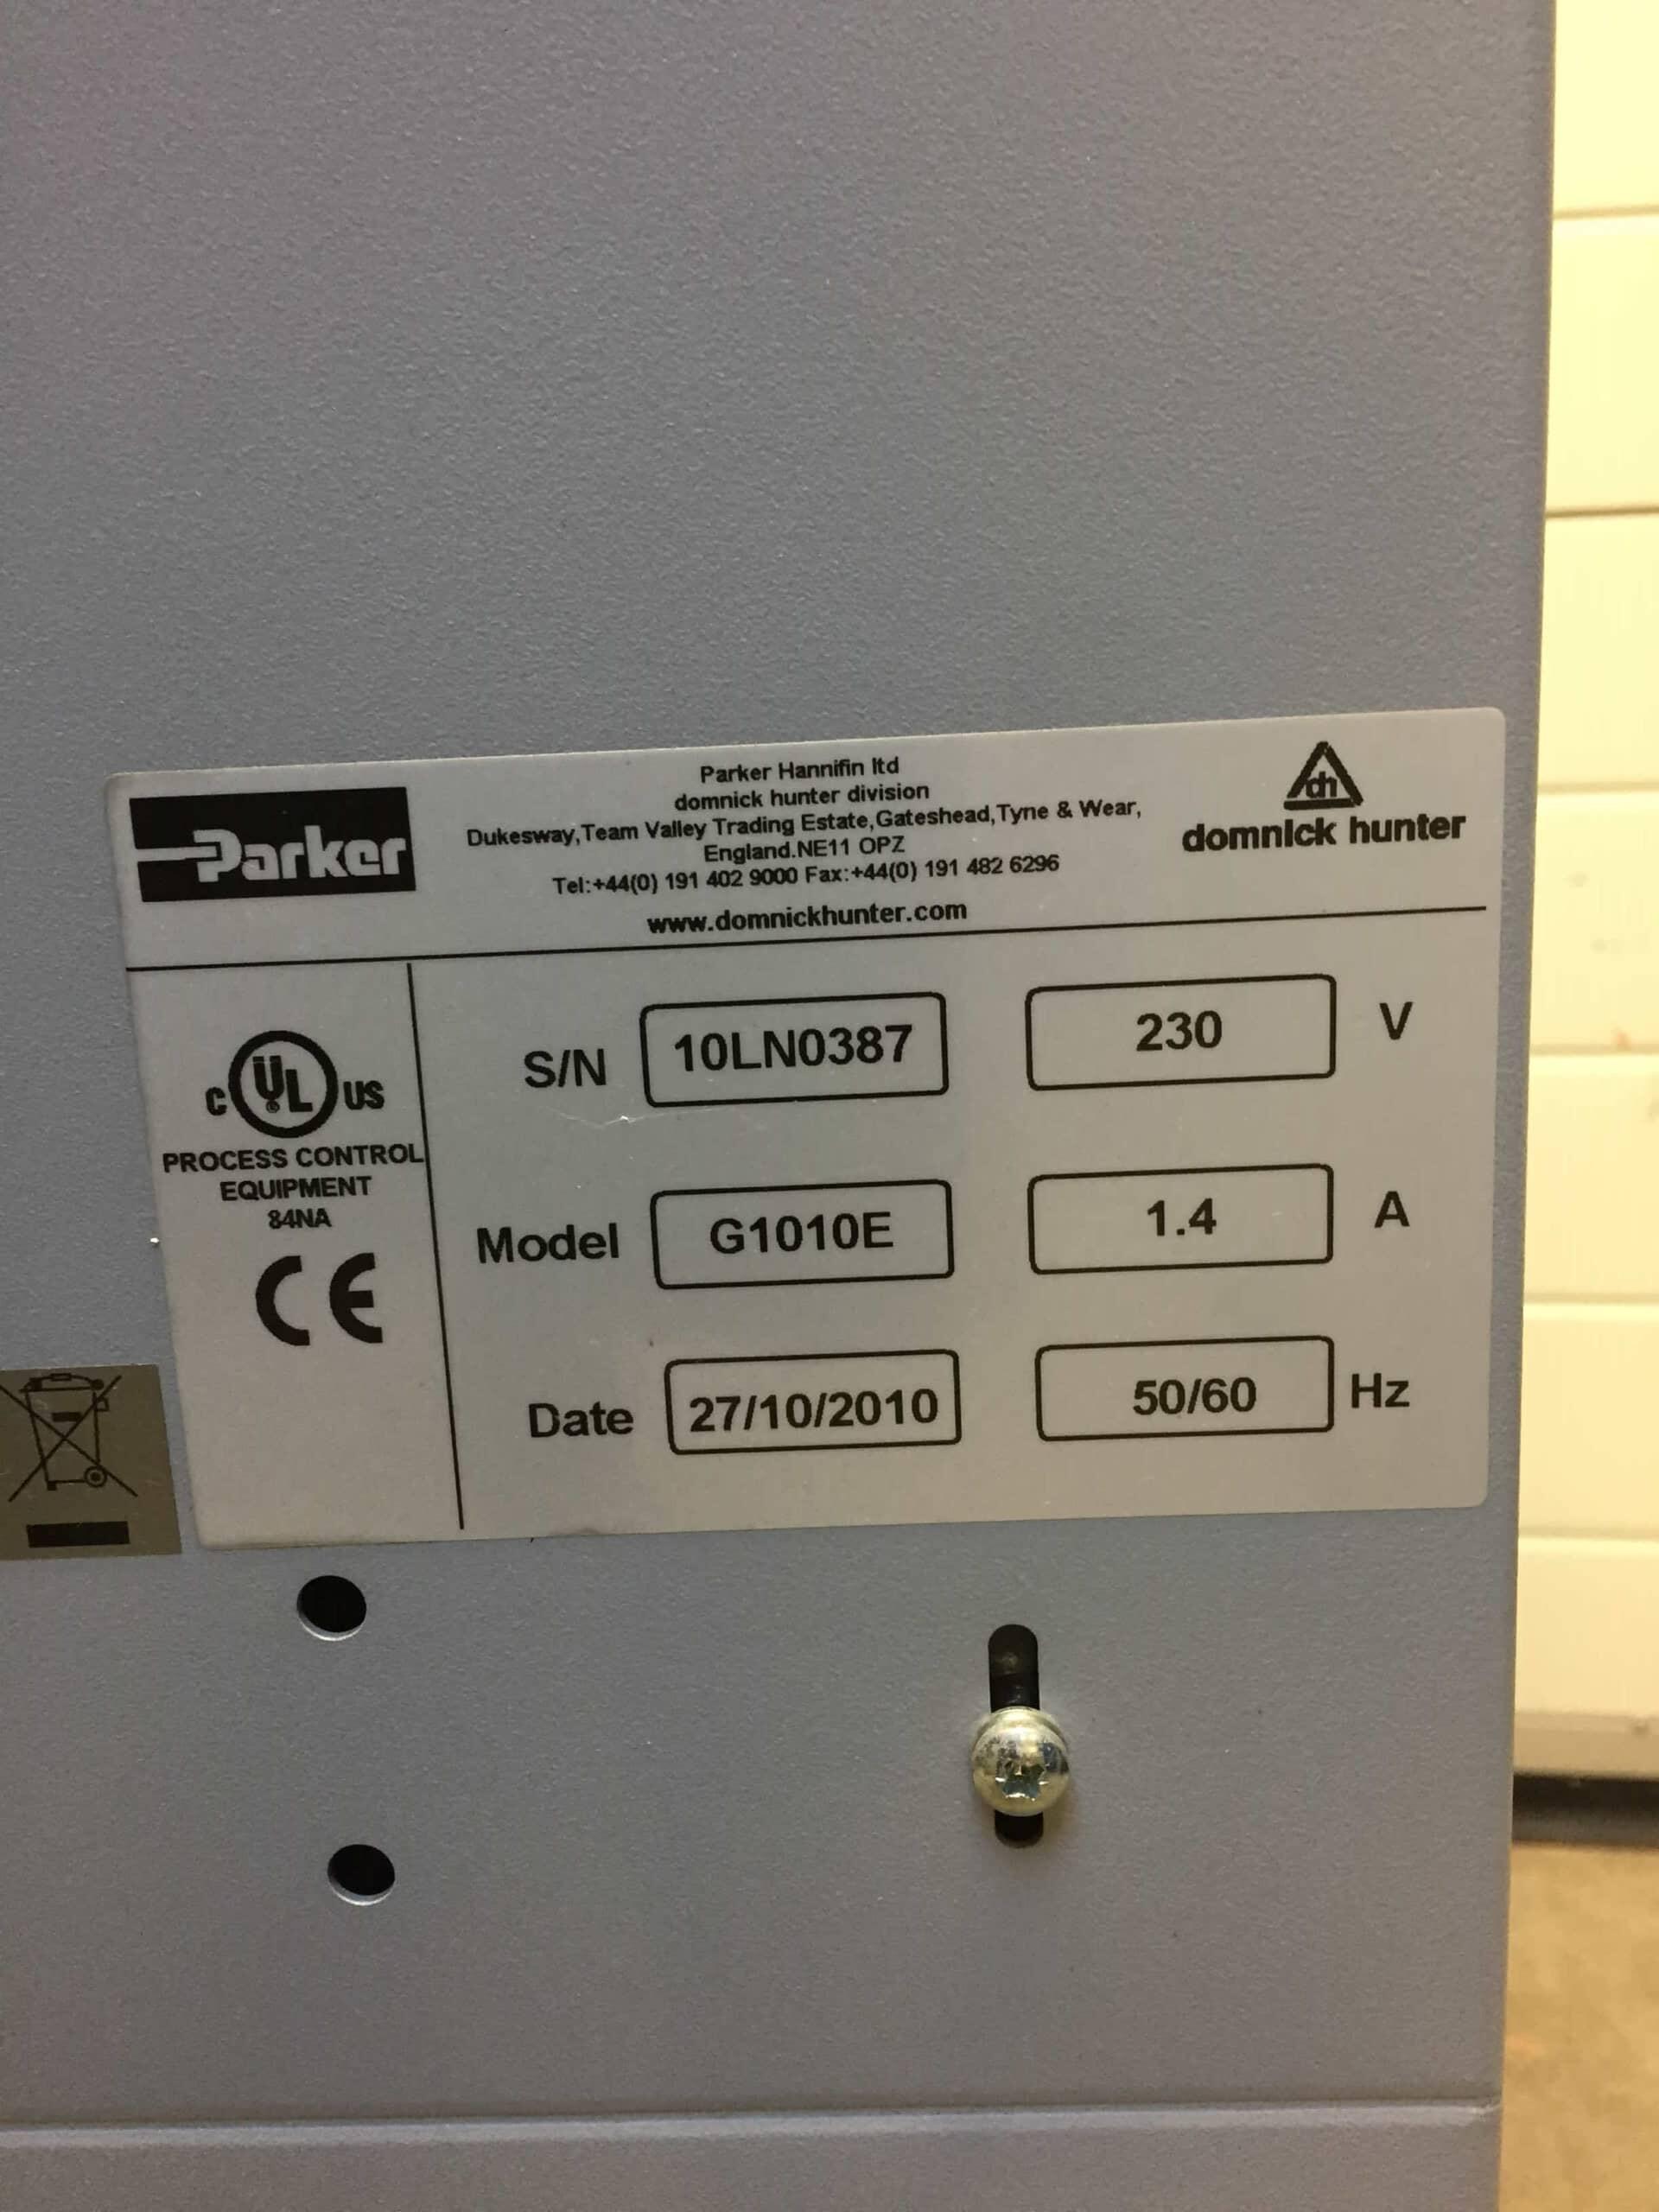 Parker
Parker Hannifin ltd
domnick hunter division
Dukesway,Team Valley Trading Estate,Gateshead,Tyne & Wear,
England.NE11 OPZ
Tel:+44(0) 191 402 9000 Fax:+44(0) 191 482 6296
www.domnickhunter.com
dh
domnick hunter
C UL ® US
PROCESS CONTROL
EQUIPMENT
84NA
CE
S/N 10LN0387 230 V
Model G1010E 1.4 A
Date 27/10/2010 50/60 Hz